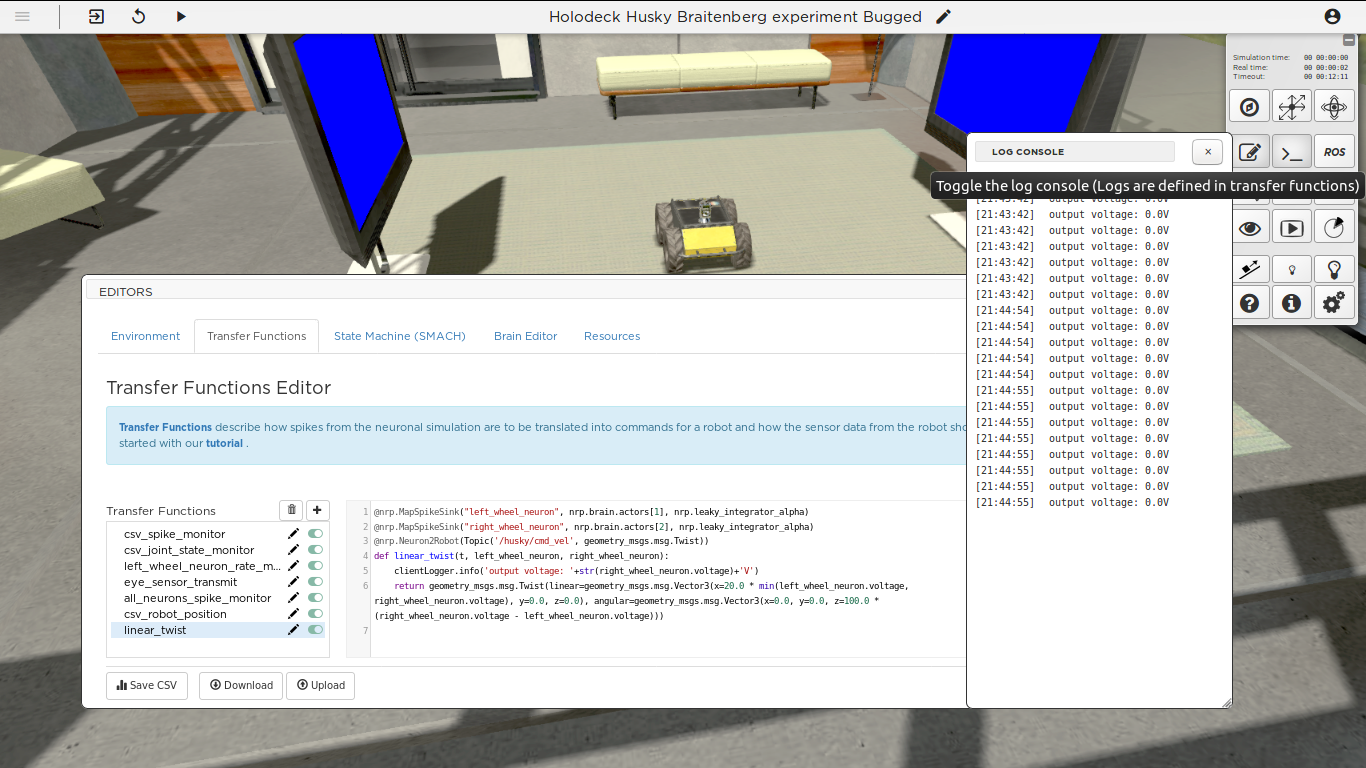 Holodeck Husky Braitenberg experiment Bugged
Simulation time: 00 00:00:00
Real time: 00 00:00:02
Timeout: 00 00:12:11
ROS
LOG CONSOLE
×
Toggle the log console (Logs are defined in transfer functions)
[21:43:42] output voltage: 0.0V
[21:43:42] output voltage: 0.0V
[21:43:42] output voltage: 0.0V
[21:43:42] output voltage: 0.0V
[21:43:42] output voltage: 0.0V
[21:43:42] output voltage: 0.0V
[21:43:42] output voltage: 0.0V
[21:44:54] output voltage: 0.0V
[21:44:54] output voltage: 0.0V
[21:44:54] output voltage: 0.0V
[21:44:54] output voltage: 0.0V
[21:44:54] output voltage: 0.0V
[21:44:55] output voltage: 0.0V
[21:44:55] output voltage: 0.0V
[21:44:55] output voltage: 0.0V
[21:44:55] output voltage: 0.0V
[21:44:55] output voltage: 0.0V
[21:44:55] output voltage: 0.0V
[21:44:55] output voltage: 0.0V
[21:44:55] output voltage: 0.0V
EDITORS
Environment Transfer Functions State Machine (SMACH) Brain Editor Resources
Transfer Functions Editor
Transfer Functions describe how spikes from the neuronal simulation are to be translated into commands for a robot and how the sensor data from the robot sho
started with our tutorial .
Transfer Functions
csv_spike_monitor
csv_joint_state_monitor
left_wheel_neuron_rate_m...
eye_sensor_transmit
all_neurons_spike_monitor
csv_robot_position
linear_twist
1 @nrp.MapSpikeSink("left_wheel_neuron", nrp.brain.actors[1], nrp.leaky_integrator_alpha)
2 @nrp.MapSpikeSink("right_wheel_neuron", nrp.brain.actors[2], nrp.leaky_integrator_alpha)
3 @nrp.Neuron2Robot(Topic('/husky/cmd_vel', geometry_msgs.msg.Twist))
4 def linear_twist(t, left_wheel_neuron, right_wheel_neuron):
5 clientLogger.info('output voltage: '+str(right_wheel_neuron.voltage)+'V')
6 return geometry_msgs.msg.Twist(linear=geometry_msgs.msg.Vector3(x=20.0 * min(left_wheel_neuron.voltage,
right_wheel_neuron.voltage), y=0.0, z=0.0), angular=geometry_msgs.msg.Vector3(x=0.0, y=0.0, z=100.0 *
(right_wheel_neuron.voltage - left_wheel_neuron.voltage)))
7
Save CSV Download Upload